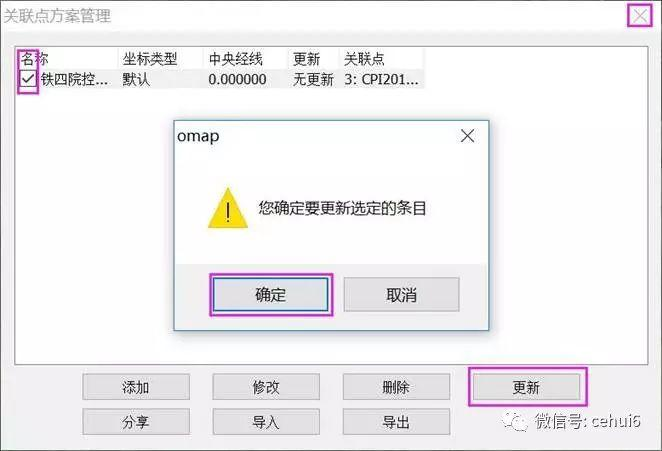 关联点方案管理
名称 坐标类型 中央经线 更新 关联点
铁四院控... 默认 0.000000 无更新 3: CPI201...
omap
您确定要更新选定的条目
确定 取消
添加 修改 删除 更新
分享 导入 导出
微信号: cehui6